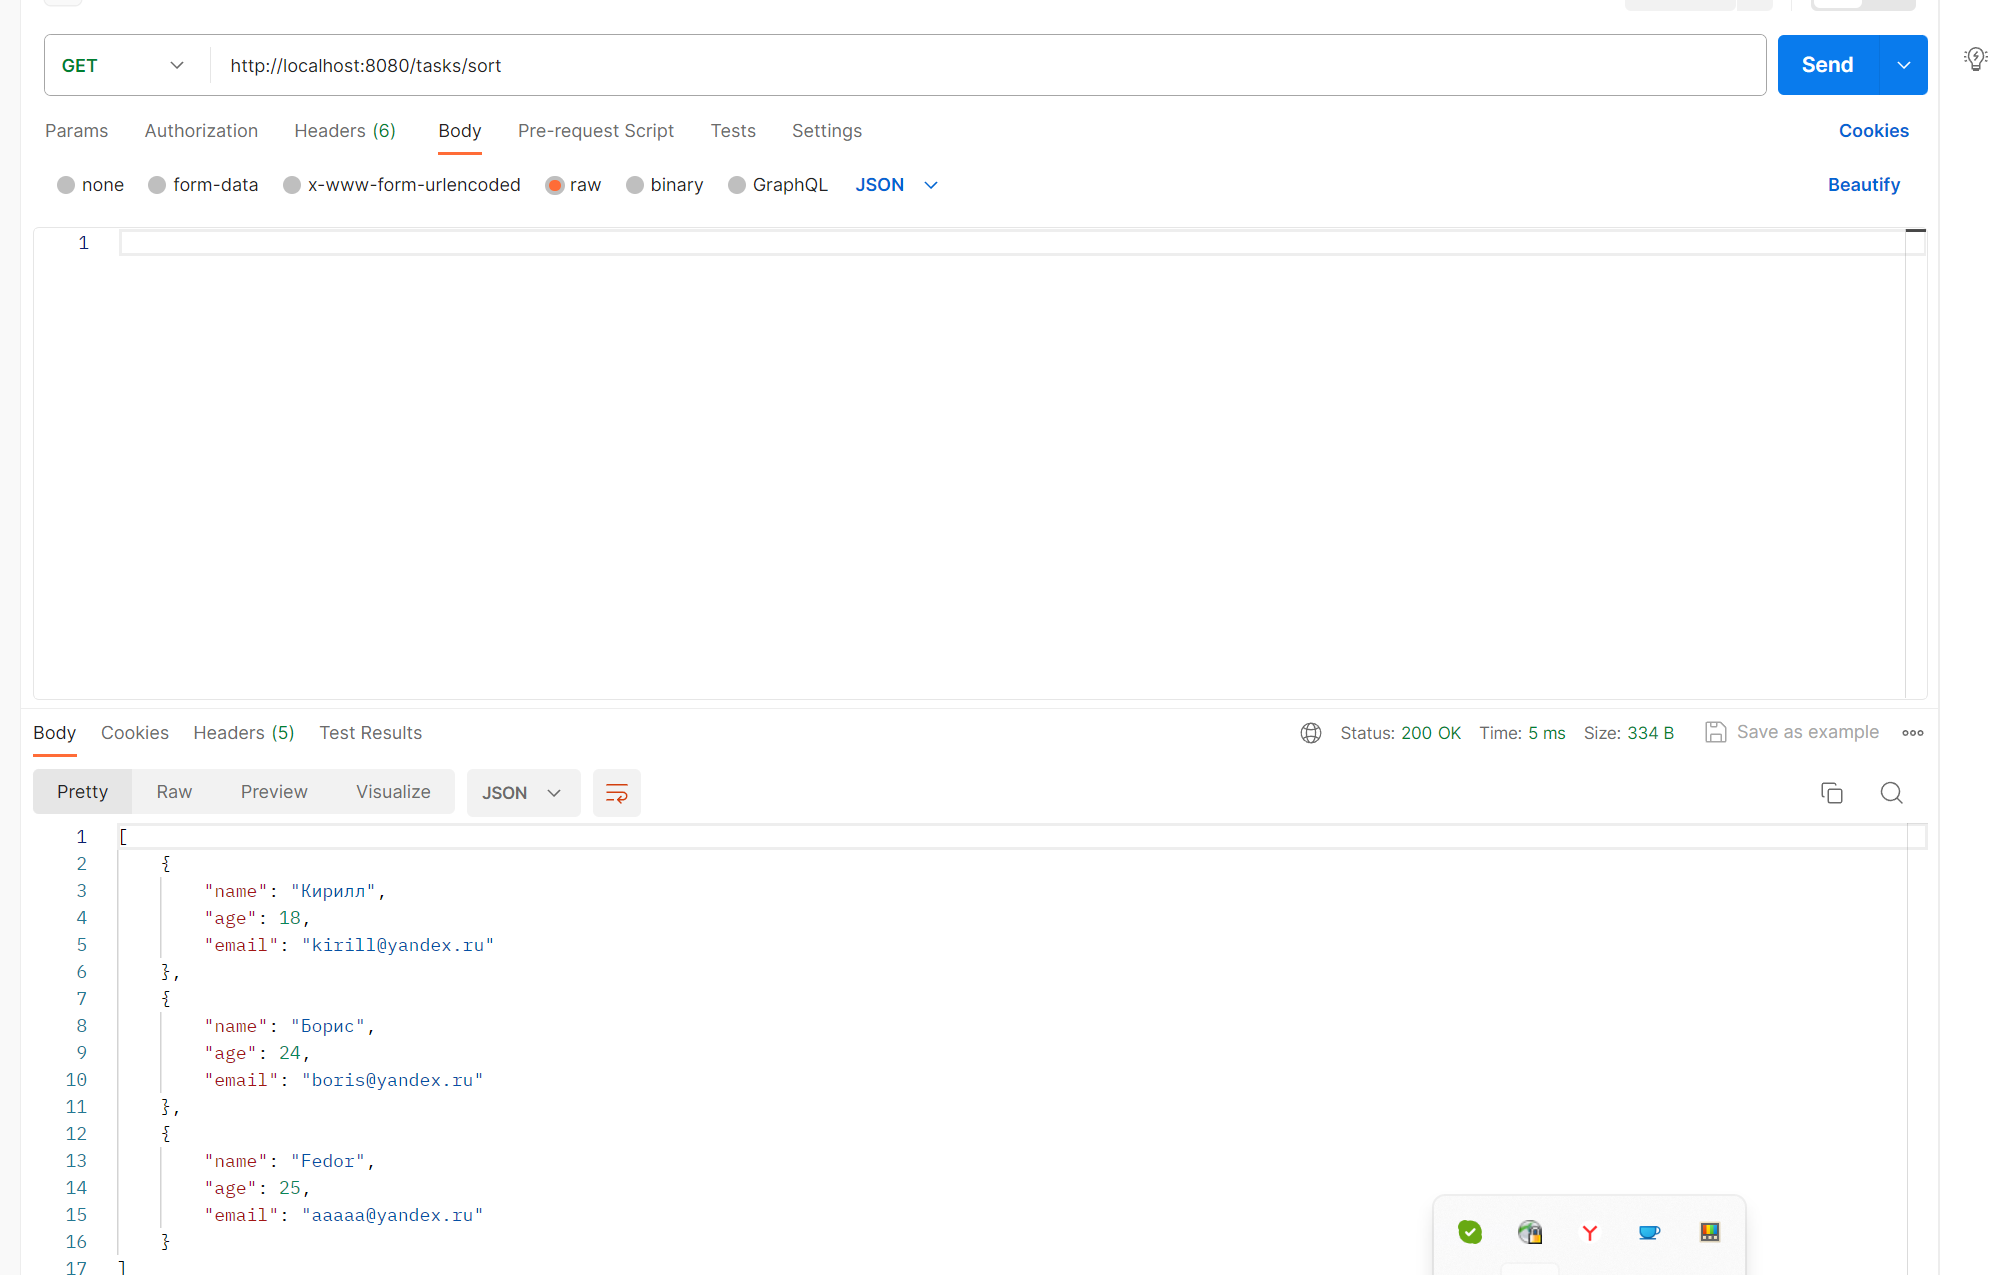 GET http://localhost:8080/tasks/sort Send
Params Authorization Headers (6) Body Pre-request Script Tests Settings Cookies
none form-data x-www-form-urlencoded raw binary GraphQL JSON Beautify
1
Body Cookies Headers (5) Test Results Status: 200 OK Time: 5 ms Size: 334 B Save as example
Pretty Raw Preview Visualize JSON
1 [
2 {
3 "name": "Кирилл",
4 "age": 18,
5 "email": "kirill@yandex.ru"
6 },
7 {
8 "name": "Борис",
9 "age": 24,
10 "email": "boris@yandex.ru"
11 },
12 {
13 "name": "Fedor",
14 "age": 25,
15 "email": "aaaaa@yandex.ru"
16 }
17 ]